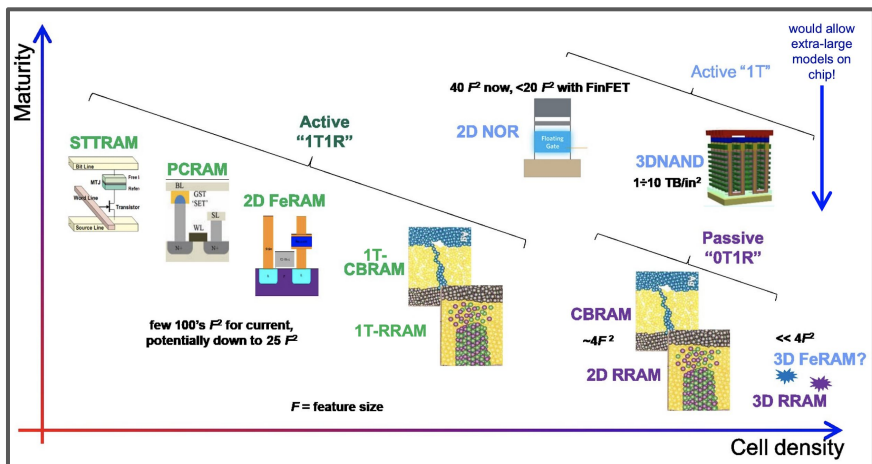 Maturity
would allow
extra-large
models on
chip!
Active "1T"
40 F² now, <20 F² with FinFET
2D NOR
Floating
Gate
3DNAND
1÷10 TB/in²
Active
"1T1R"
STTRAM
Bit Line
MTJ
Free l
Refer
Word Line
Transistor
Source Line
PCRAM
BL
GST
'SET'
SL
WL
N+
N+
2D FeRAM
1T-
CBRAM
1T-RRAM
few 100's F² for current,
potentially down to 25 F²
F = feature size
Passive
"0T1R"
CBRAM
~4F²
2D RRAM
<< 4F²
3D FeRAM?
3D RRAM
Cell density